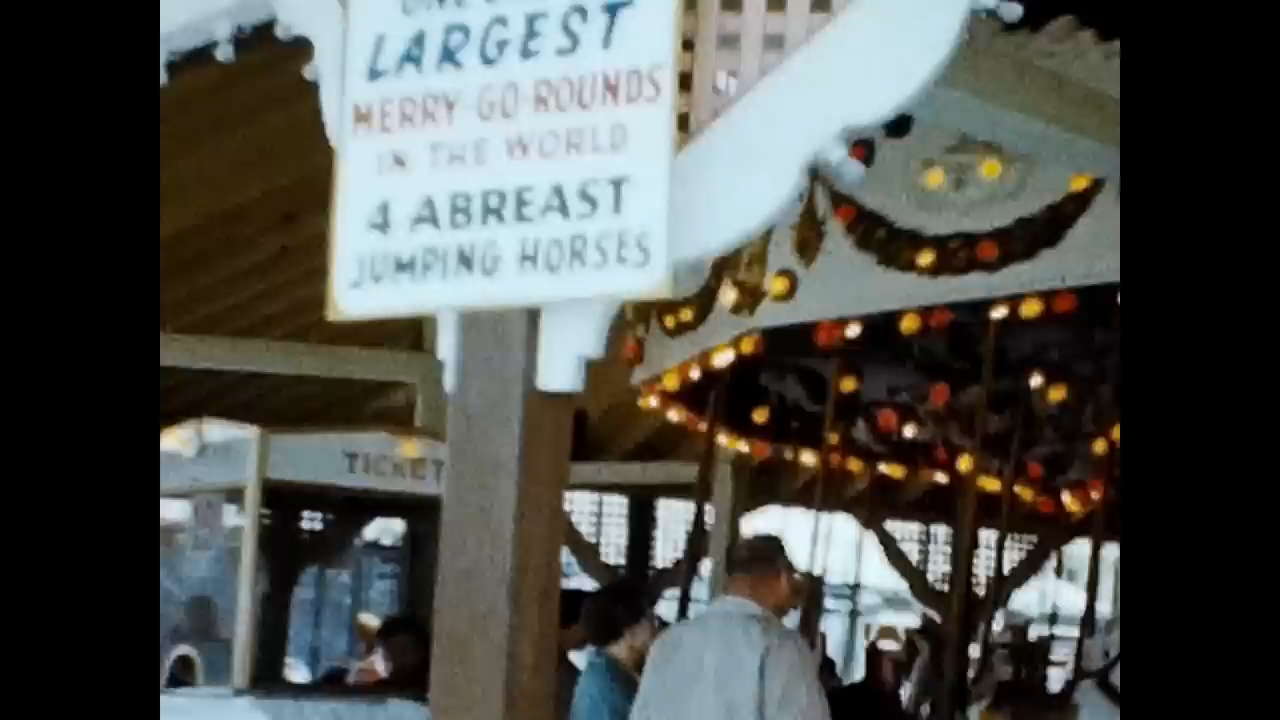 LARGEST
MERRY-GO-ROUNDS
IN THE WORLD
4 ABREAST
JUMPING HORSES
TICKET